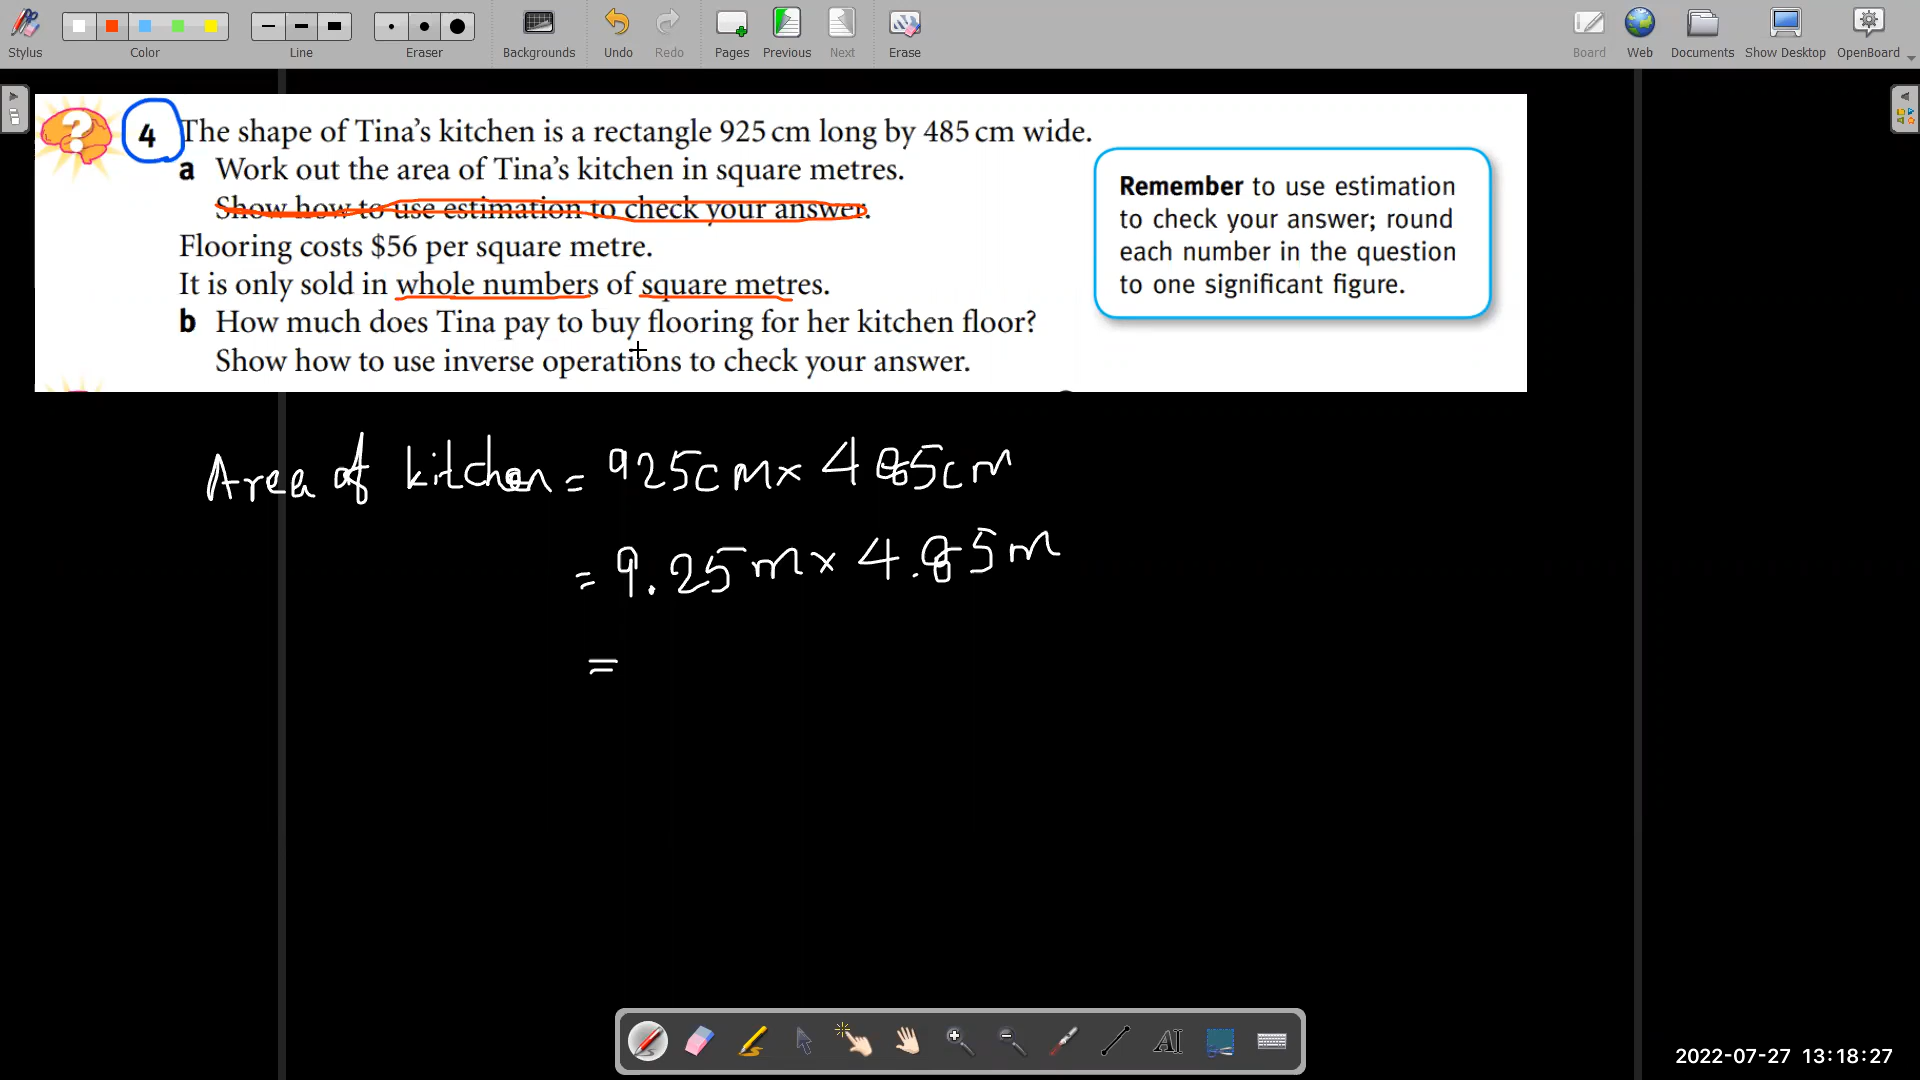 Stylus Color Line Eraser Backgrounds Undo Redo Pages Previous Next Erase Board Web Documents Show Desktop OpenBoard
4 The shape of Tina's kitchen is a rectangle 925 cm long by 485 cm wide.
a Work out the area of Tina's kitchen in square metres.
Show how to use estimation to check your answer.
Flooring costs $56 per square metre.
It is only sold in whole numbers of square metres.
b How much does Tina pay to buy flooring for her kitchen floor?
Show how to use inverse operations to check your answer.
Remember to use estimation
to check your answer; round
each number in the question
to one significant figure.
Area of kitchen = 925cm x 485cm
= 9.25m x 4.85m
=
AI
2022-07-27 13:18:27